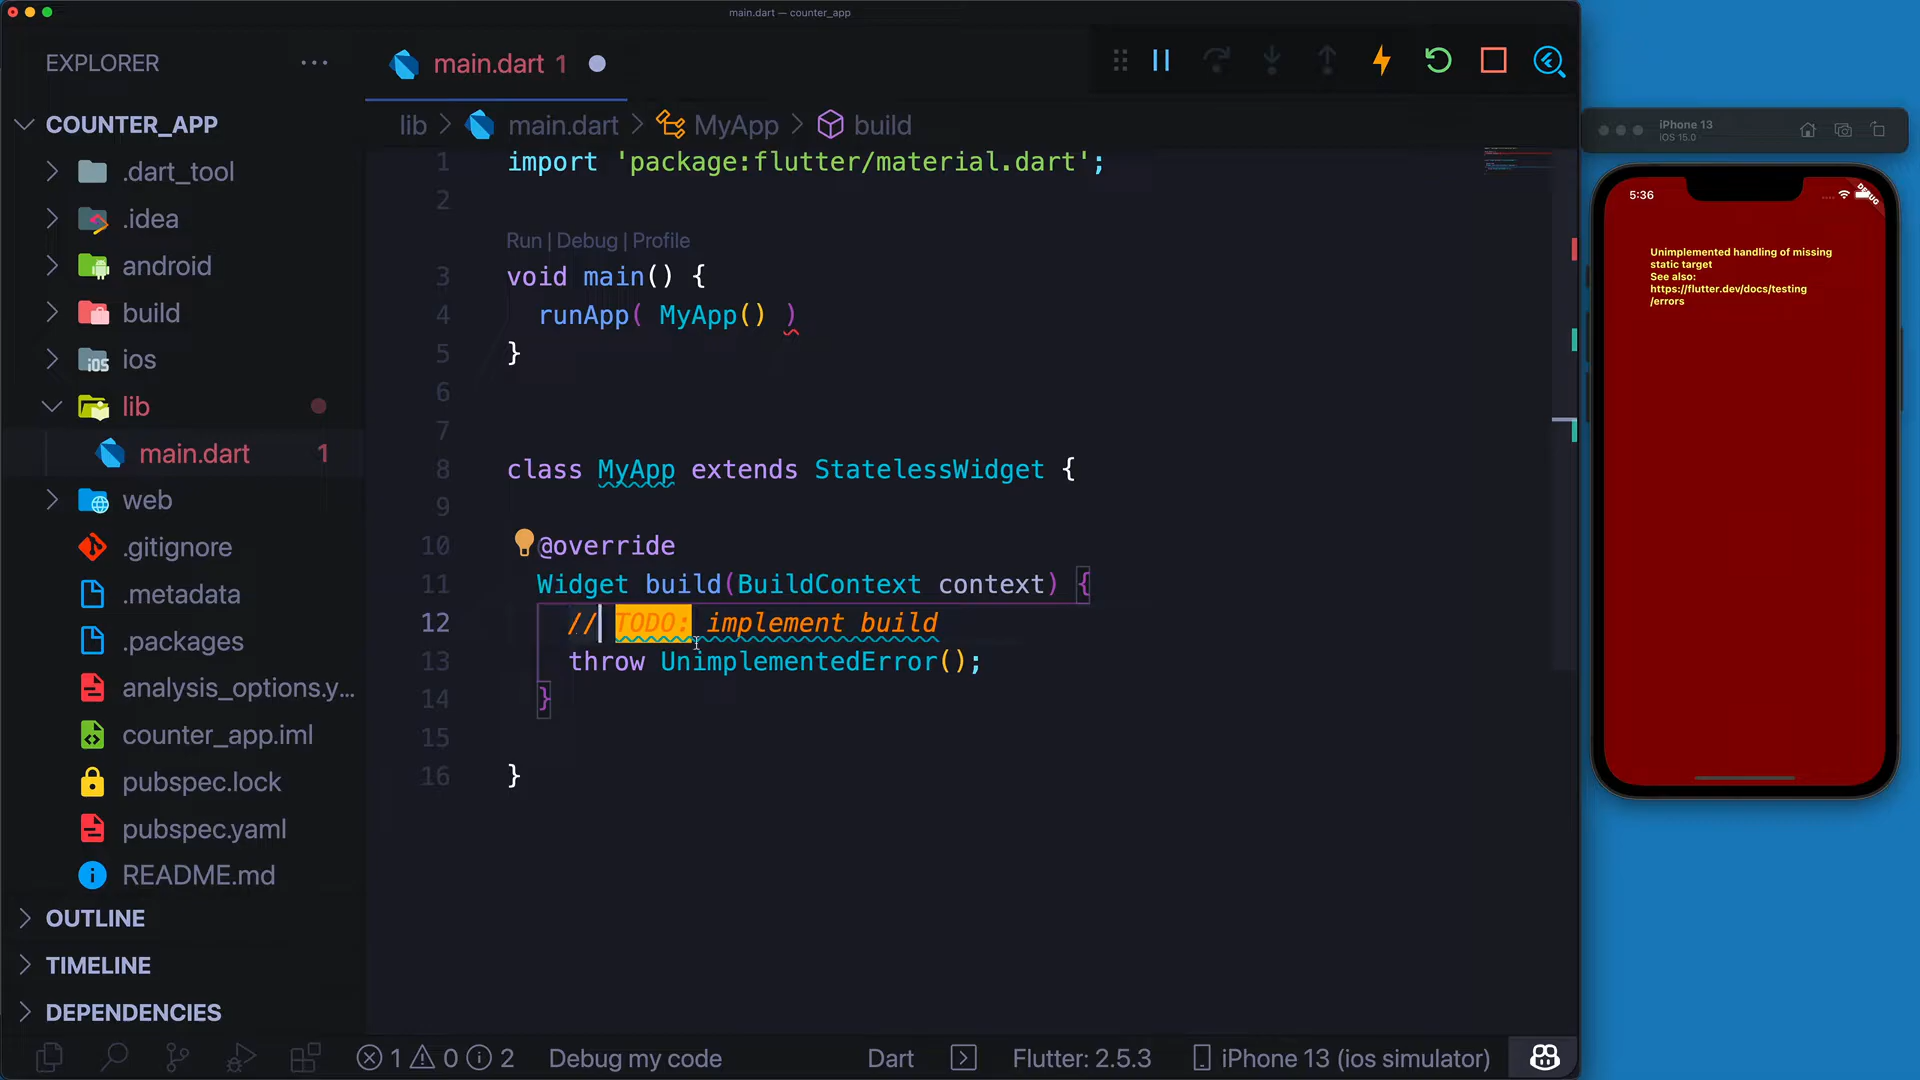 main.dart — counter_app
EXPLORER
main.dart 1
COUNTER_APP
.dart_tool
.idea
android
build
ios
lib
main.dart 1
web
.gitignore
.metadata
.packages
analysis_options.y...
counter_app.iml
pubspec.lock
pubspec.yaml
README.md
OUTLINE
TIMELINE
DEPENDENCIES
lib > main.dart > MyApp > build
1 import 'package:flutter/material.dart';
2
Run | Debug | Profile
3 void main() {
4 runApp( MyApp() )
5 }
6
7
8 class MyApp extends StatelessWidget {
9
10 @override
11 Widget build(BuildContext context) {
12 // TODO: implement build
13 throw UnimplementedError();
14 }
15
16 }
1 0 2 Debug my code Dart Flutter: 2.5.3 iPhone 13 (ios simulator)
iPhone 13
iOS 15.0
5:36
DEBUG
Unimplemented handling of missing
static target
See also:
https://flutter.dev/docs/testing
/errors